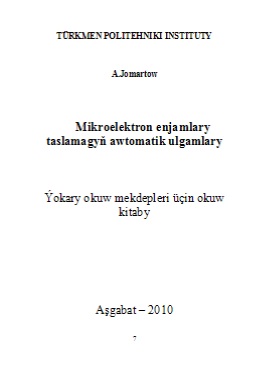 TÜRKMEN POLITEHNIKI INSTITUTY
A.Jomartow
Mikroelektron enjamlary
taslamagyň awtomatik ulgamlary
Ýokary okuw mekdepleri üçin okuw
kitaby
Aşgabat – 2010
7